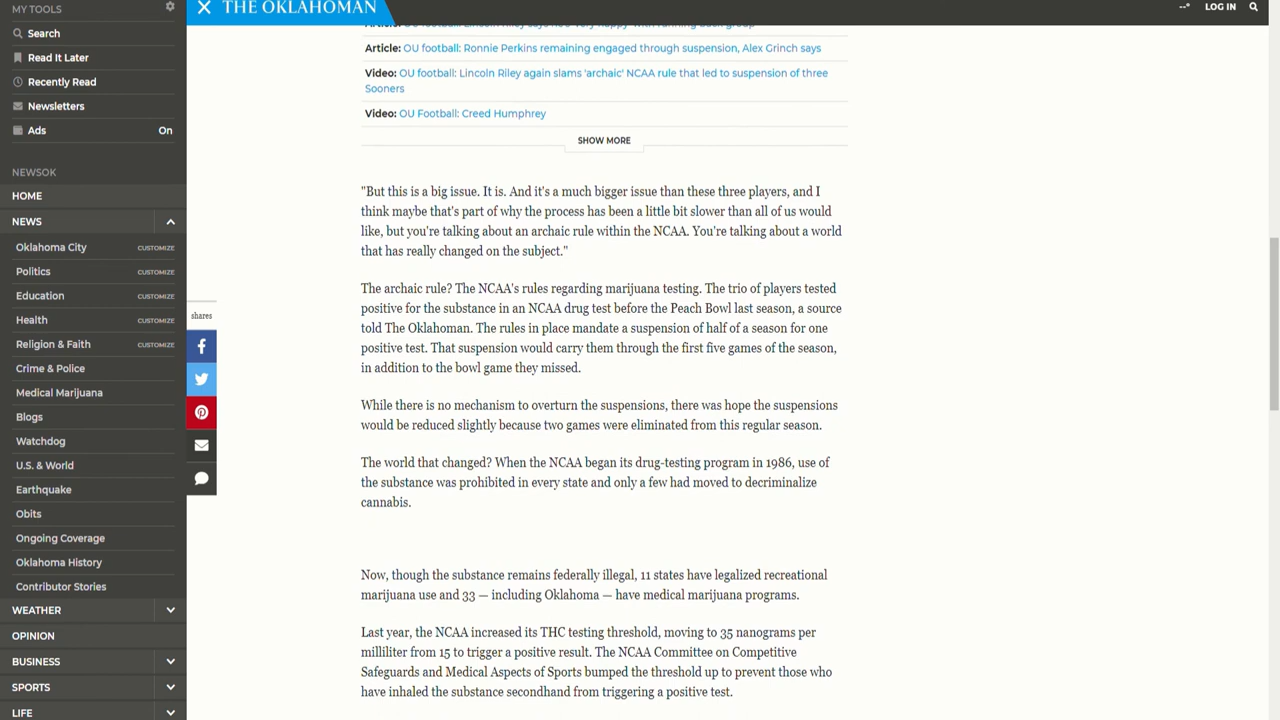 MY TOOLS
Search
Read It Later
Recently Read
Newsletters
Ads On
NEWSOK
HOME
NEWS
Oklahoma City CUSTOMIZE
Politics CUSTOMIZE
Education CUSTOMIZE
Health CUSTOMIZE
Religion & Faith CUSTOMIZE
Crime & Police
Medical Marijuana
Blogs
Watchdog
U.S. & World
Earthquake
Obits
Ongoing Coverage
Oklahoma History
Contributor Stories
WEATHER
OPINION
BUSINESS
SPORTS
LIFE
THE OKLAHOMAN
--° LOG IN
shares
Article: OU football: Lincoln Riley says
Article: OU football: Ronnie Perkins remaining engaged through suspension, Alex Grinch says
Video: OU football: Lincoln Riley again slams 'archaic' NCAA rule that led to suspension of three
Sooners
Video: OU Football: Creed Humphrey
SHOW MORE
"But this is a big issue. It is. And it's a much bigger issue than these three players, and I
think maybe that's part of why the process has been a little bit slower than all of us would
like, but you're talking about an archaic rule within the NCAA. You're talking about a world
that has really changed on the subject."
The archaic rule? The NCAA's rules regarding marijuana testing. The trio of players tested
positive for the substance in an NCAA drug test before the Peach Bowl last season, a source
told The Oklahoman. The rules in place mandate a suspension of half of a season for one
positive test. That suspension would carry them through the first five games of the season,
in addition to the bowl game they missed.
While there is no mechanism to overturn the suspensions, there was hope the suspensions
would be reduced slightly because two games were eliminated from this regular season.
The world that changed? When the NCAA began its drug-testing program in 1986, use of
the substance was prohibited in every state and only a few had moved to decriminalize
cannabis.
Now, though the substance remains federally illegal, 11 states have legalized recreational
marijuana use and 33 — including Oklahoma — have medical marijuana programs.
Last year, the NCAA increased its THC testing threshold, moving to 35 nanograms per
milliliter from 15 to trigger a positive result. The NCAA Committee on Competitive
Safeguards and Medical Aspects of Sports bumped the threshold up to prevent those who
have inhaled the substance secondhand from triggering a positive test.